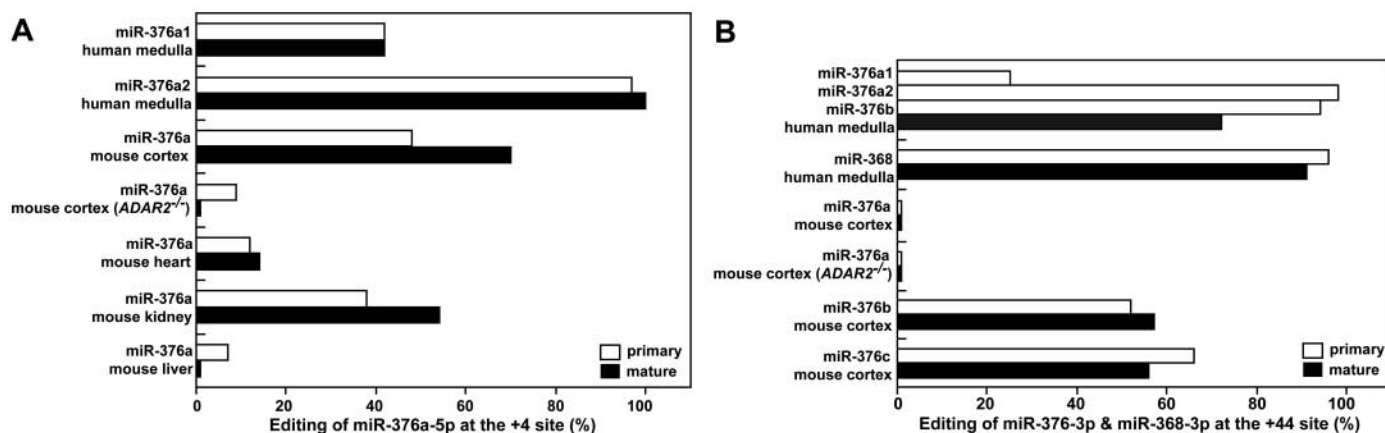 A
miR-376a1
human medulla
miR-376a2
human medulla
miR-376a
mouse cortex
miR-376a
mouse cortex (ADAR2-/-)
miR-376a
mouse heart
miR-376a
mouse kidney
miR-376a
mouse liver
primary
mature
0 20 40 60 80 100
Editing of miR-376a-5p at the +4 site (%)
B
miR-376a1
miR-376a2
miR-376b
human medulla
miR-368
human medulla
miR-376a
mouse cortex
miR-376a
mouse cortex (ADAR2-/-)
miR-376b
mouse cortex
miR-376c
mouse cortex
primary
mature
0 20 40 60 80 100
Editing of miR-376-3p & miR-368-3p at the +44 site (%)